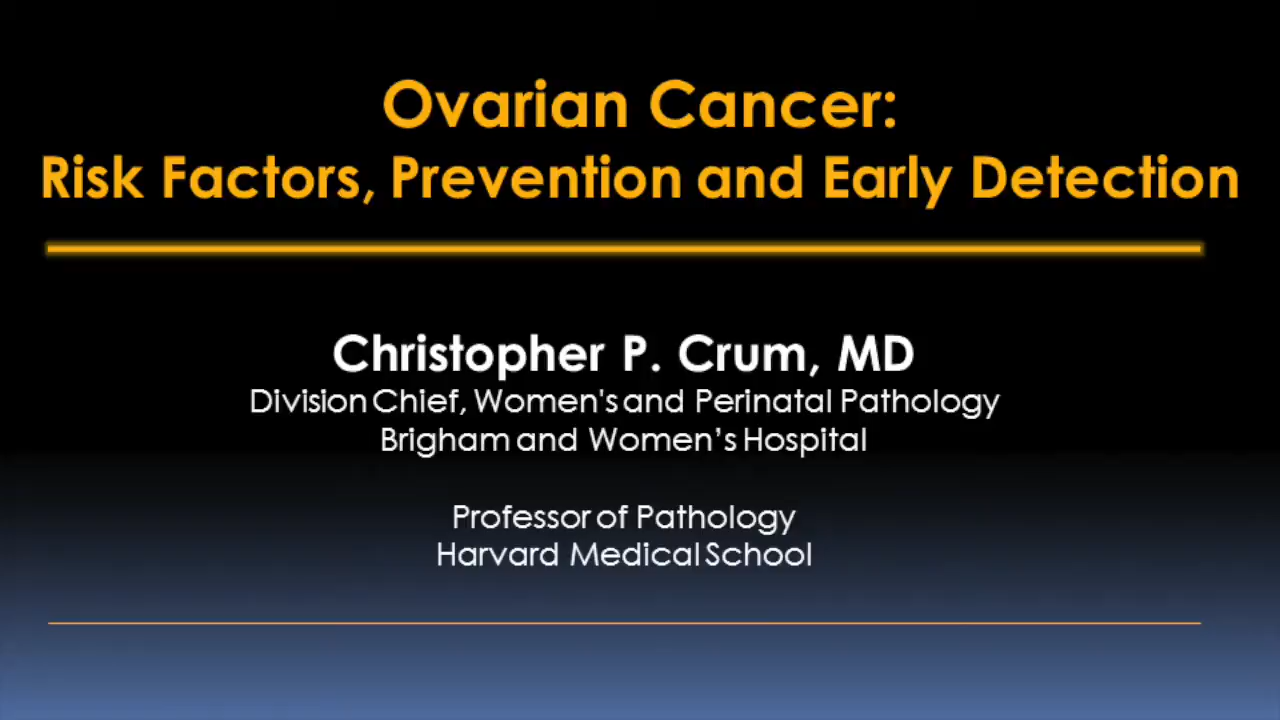 Ovarian Cancer:
Risk Factors, Prevention and Early Detection
Christopher P. Crum, MD
Division Chief, Women's and Perinatal Pathology
Brigham and Women’s Hospital
Professor of Pathology
Harvard Medical School